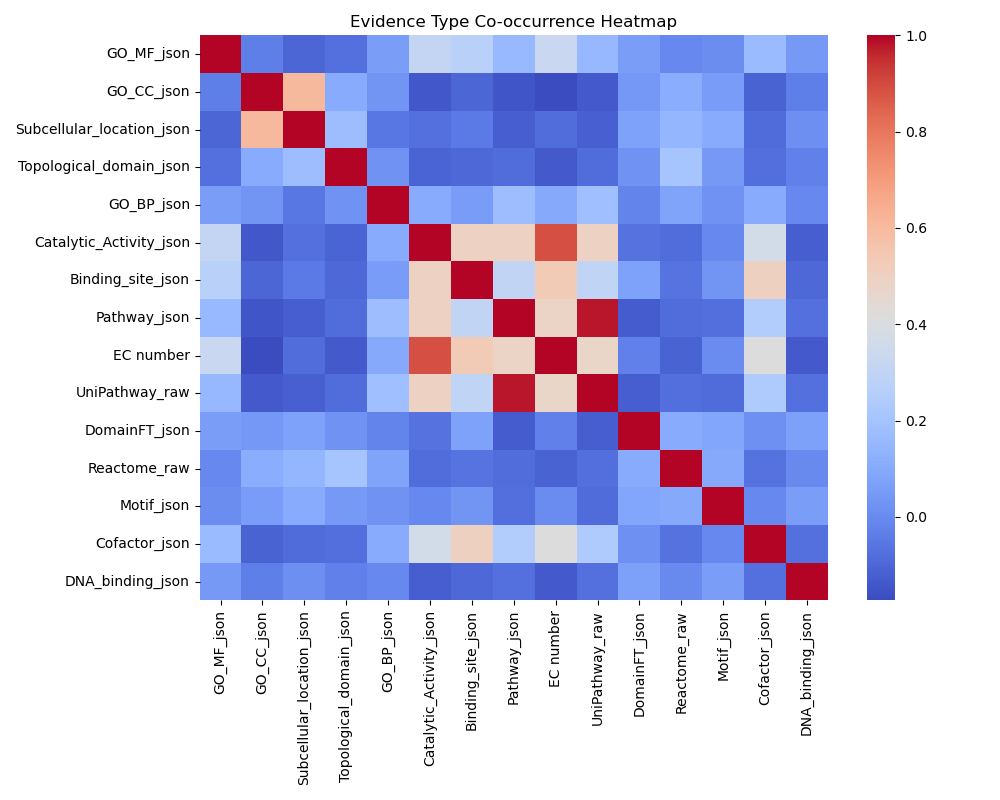 Evidence Type Co-occurrence Heatmap
GO_MF_json
GO_CC_json
Subcellular_location_json
Topological_domain_json
GO_BP_json
Catalytic_Activity_json
Binding_site_json
Pathway_json
EC number
UniPathway_raw
DomainFT_json
Reactome_raw
Motif_json
Cofactor_json
DNA_binding_json
GO_MF_json
GO_CC_json
Subcellular_location_json
Topological_domain_json
GO_BP_json
Catalytic_Activity_json
Binding_site_json
Pathway_json
EC number
UniPathway_raw
DomainFT_json
Reactome_raw
Motif_json
Cofactor_json
DNA_binding_json
1.0
0.8
0.6
0.4
0.2
0.0